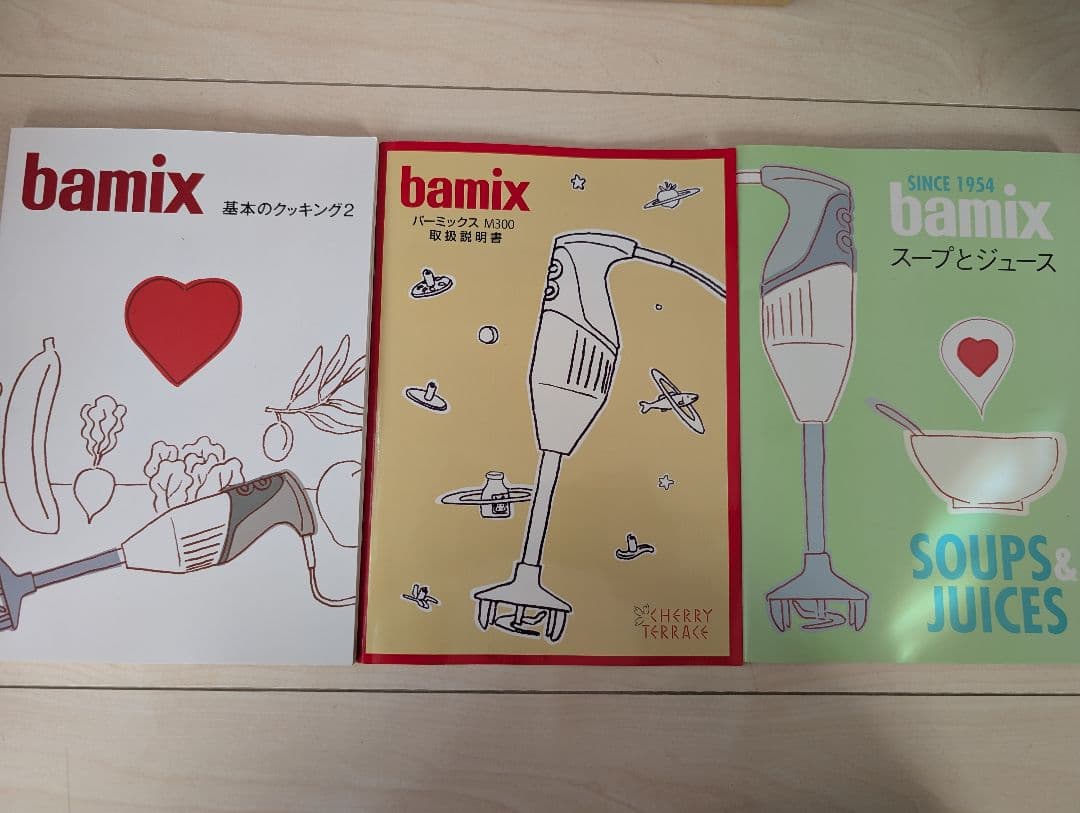 bamix
基本のクッキング2
bamix
バーミックス M300
取扱説明書
CHERRY
TERRACE
SINCE 1954
bamix
スープとジュース
SOUPS &
JUICES